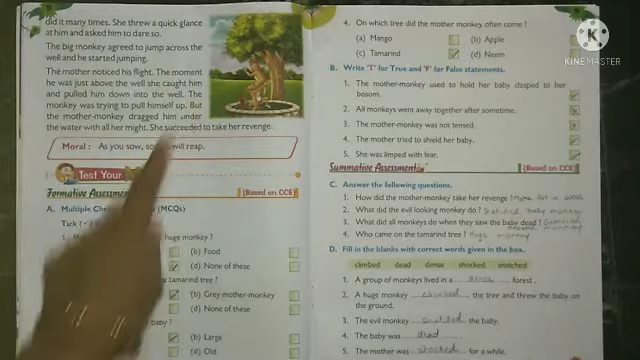 did it many times. She threw a quick glance
at him and asked him to dare so.
The big monkey agreed to jump across the
well and he started jumping.
The mother noticed his flight. The moment
he was just above the well she caught him
and pulled him down into the well. The
monkey was trying to pull himself up. But
the mother-monkey dragged him under
the water with all her might. She succeeded to take her revenge.
Moral : As you sow, so will reap.
Test Your
Formative Assessment (Based on CCE)
A. Multiple (MCQs)
Tick
1. huge monkey ?
(b) Food
(d) None of these
tamarind tree ?
(b) Grey mother-monkey
(d) None of these
baby ?
(b) Large
(d) Old
4. On which tree did the mother monkey often come ?
(a) Mango (b) Apple
(c) Tamarind (d) Neem
B. Write 'T' for True and 'F' for False statements.
1. The mother-monkey used to hold her baby clasped to her
bosom.
2. All monkeys went away together after sometime.
3. The mother-monkey was not tensed.
4. The mother tried to shield her baby.
5. She was limped with fear.
Summative Assessment (Based on CCE)
C. Answer the following questions.
1. How did the mother-monkey take her revenge ?
2. What did the evil looking monkey do ? Snatched baby monkey
3. What did all monkeys do when they saw the baby dead ?
4. Who came on the tamarind tree ? Huge monkey
D. Fill in the blanks with correct words given in the box.
climbed dead dense shocked snatched
1. A group of monkeys lived in a dense forest.
2. A huge monkey climbed the tree and threw the baby on
the ground.
3. The evil monkey snatched the baby.
4. The baby was dead
5. The mother was shocked for a while.
KINEMASTER